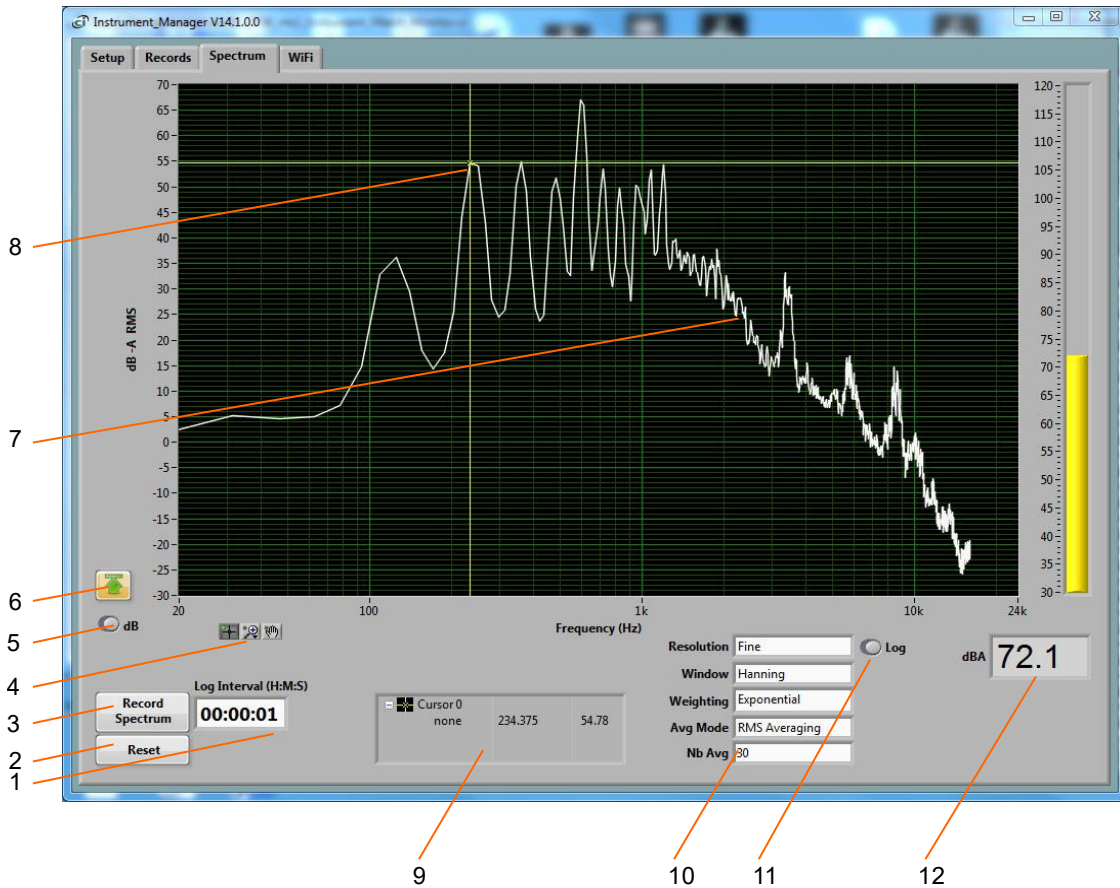 Instrument_Manager V14.1.0.0
Setup Records Spectrum WiFi
70
65
60
55
50
45
40
35
30
25
20
15
10
5
0
-5
-10
-15
-20
-25
-30
dB -A RMS
20 100 1k 10k 24k
Frequency (Hz)
120
115
110
105
100
95
90
85
80
75
70
65
60
55
50
45
40
35
30
dB
Log Interval (H:M:S)
00:00:01
Record
Spectrum
Reset
Cursor 0
none 234.375 54.78
Resolution Fine
Window Hanning
Weighting Exponential
Avg Mode RMS Averaging
Nb Avg 30
Log
dBA 72.1
8
7
6
5
4
3
2
1
9 10 11 12